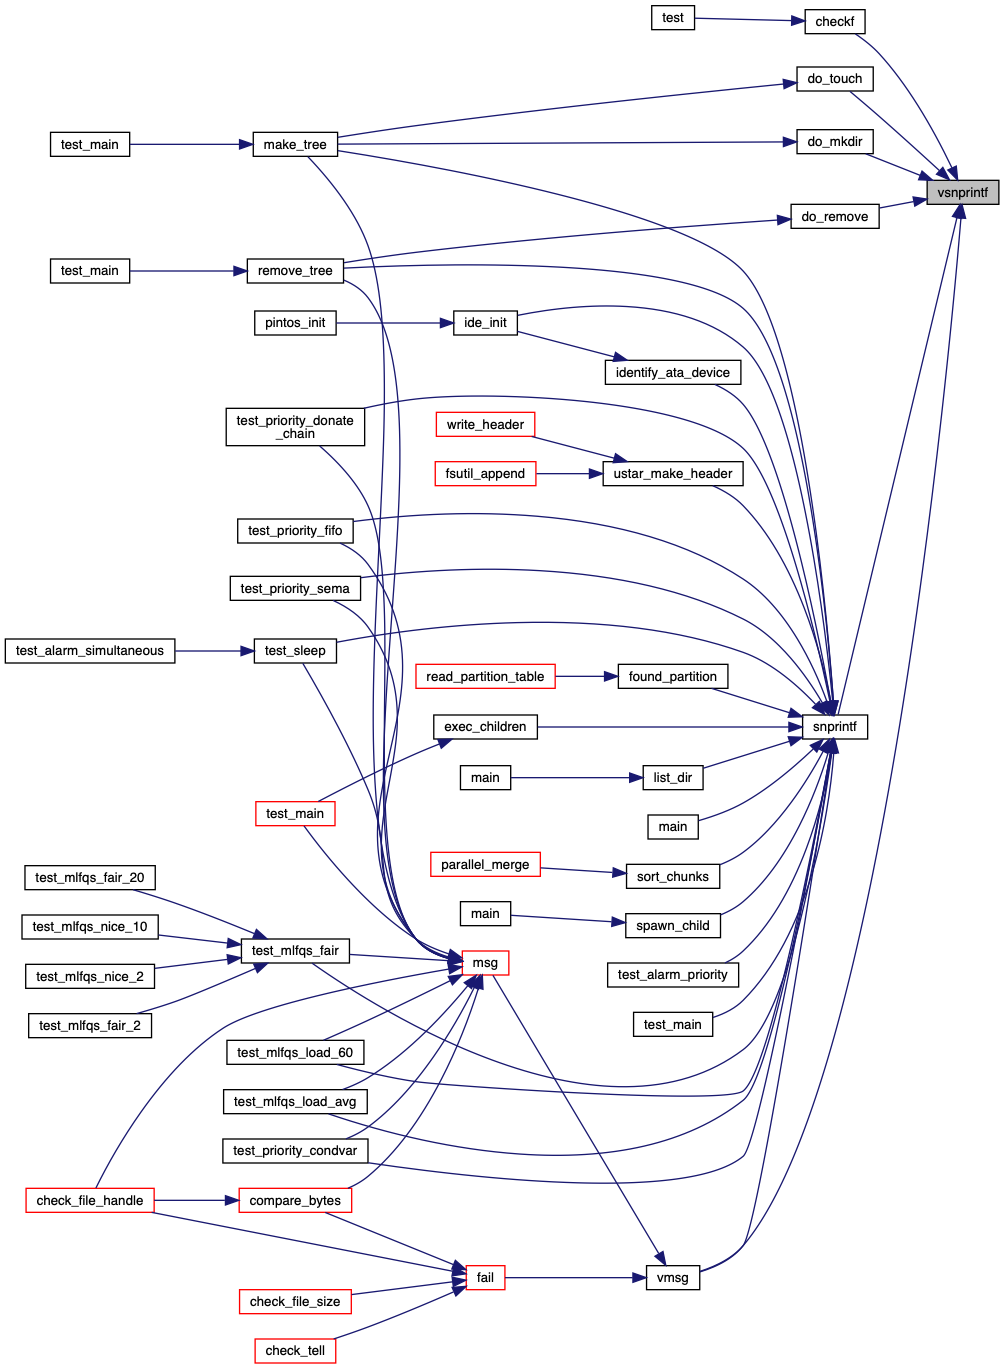 test
checkf
do_touch
test_main
make_tree
do_mkdir
vsnprintf
do_remove
test_main
remove_tree
pintos_init
ide_init
identify_ata_device
test_priority_donate
_chain
write_header
fsutil_append
ustar_make_header
test_priority_fifo
test_priority_sema
test_alarm_simultaneous
test_sleep
read_partition_table
found_partition
exec_children
snprintf
main
list_dir
test_main
main
parallel_merge
sort_chunks
test_mlfqs_fair_20
main
spawn_child
test_mlfqs_nice_10
test_mlfqs_fair
msg
test_mlfqs_nice_2
test_alarm_priority
test_mlfqs_fair_2
test_main
test_mlfqs_load_60
test_mlfqs_load_avg
test_priority_condvar
check_file_handle
compare_bytes
fail
vmsg
check_file_size
check_tell